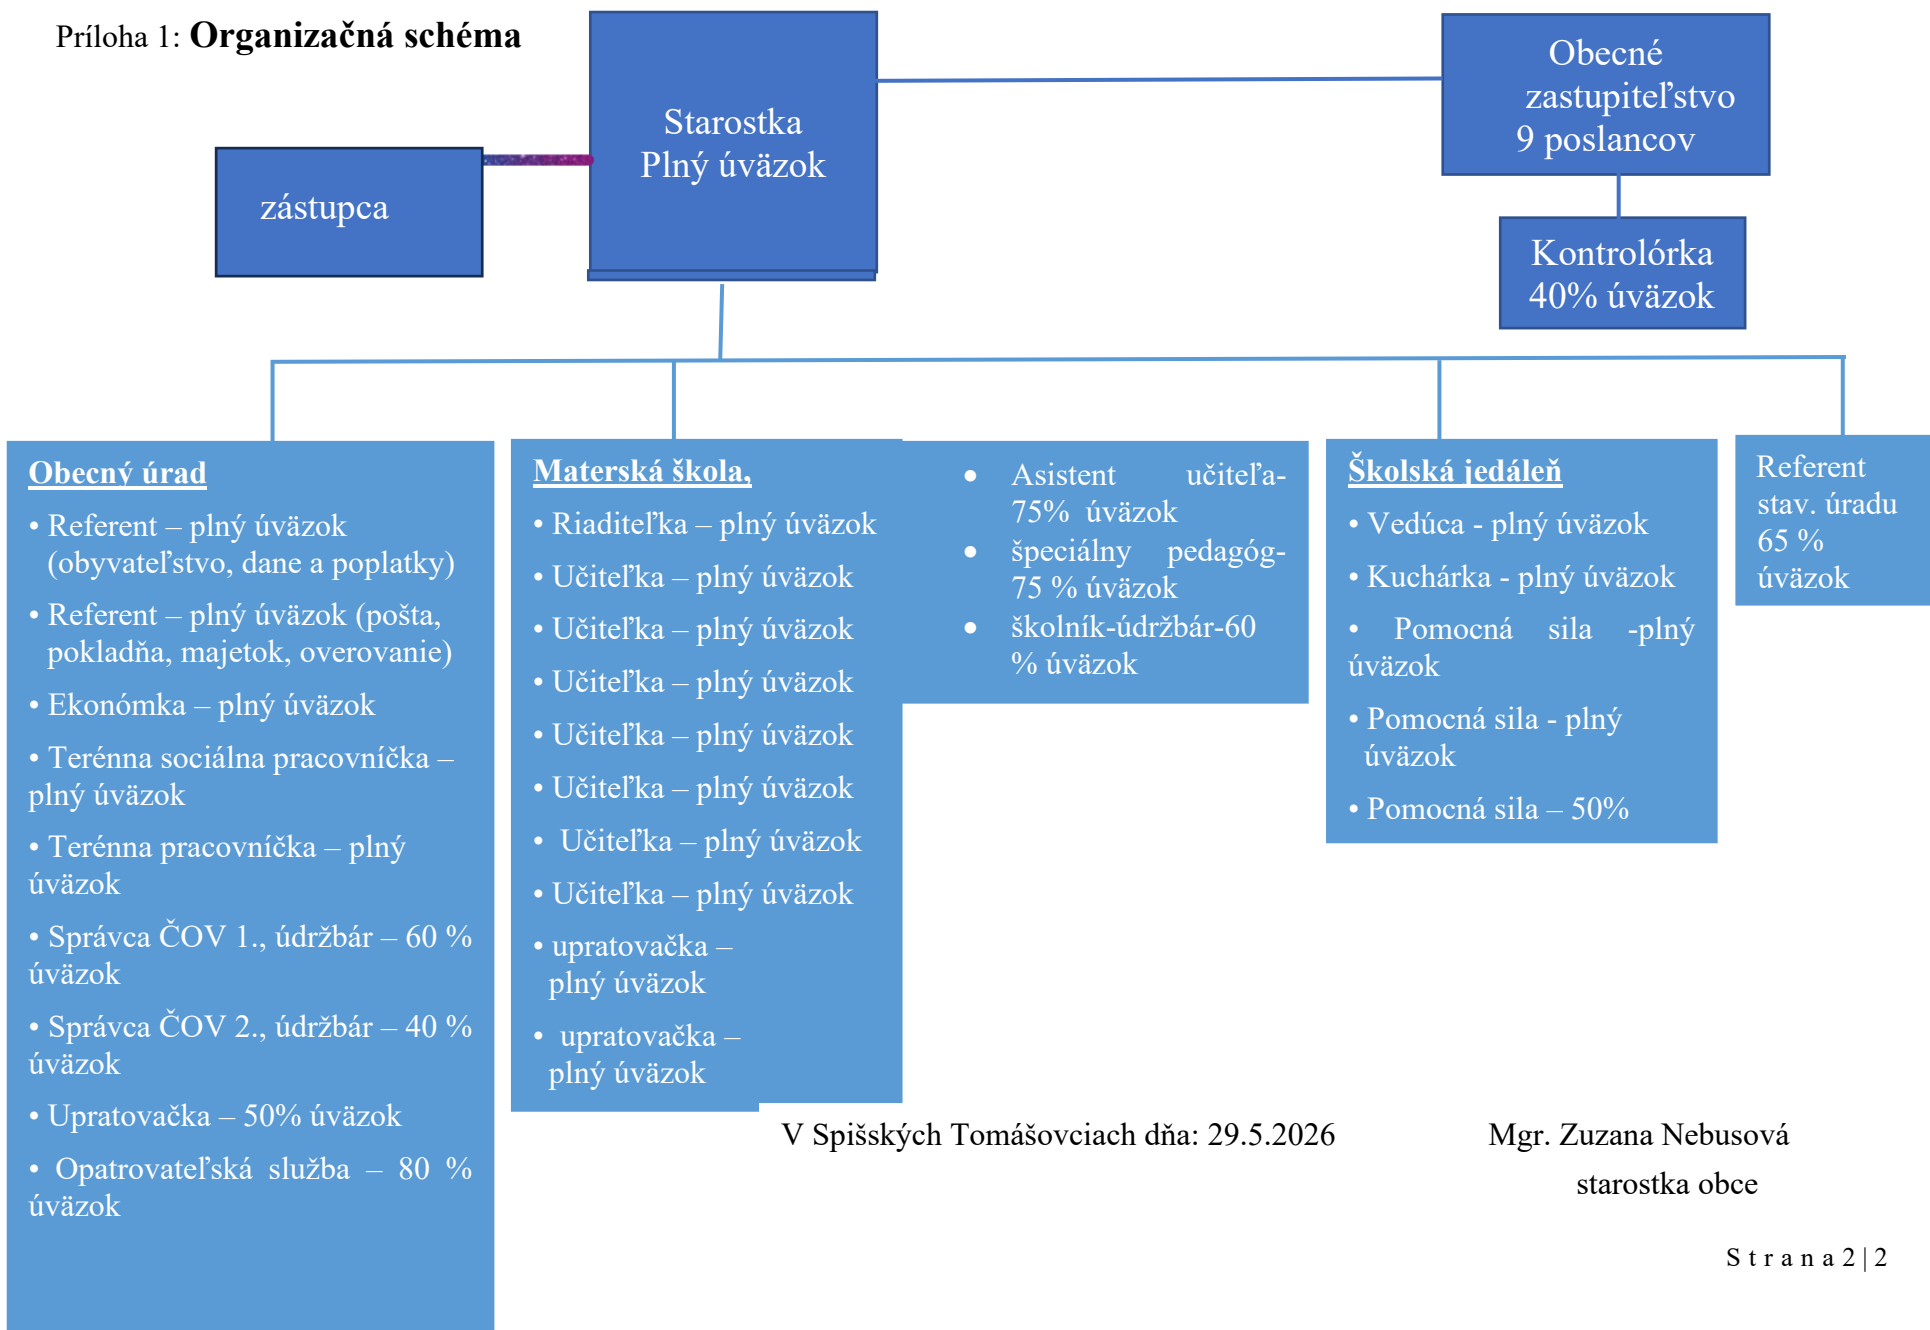 Príloha 1: Organizačná schéma
Starostka
Plný úväzok
Obecné
zastupiteľstvo
9 poslancov
zástupca
Kontrolórka
40% úväzok
Obecný úrad
• Referent – plný úväzok
(obyvateľstvo, dane a poplatky)
• Referent – plný úväzok (pošta,
pokladňa, majetok, overovanie)
• Ekonómka – plný úväzok
• Terénna sociálna pracovníčka –
plný úväzok
• Terénna pracovníčka – plný
úväzok
• Správca ČOV 1., údržbár – 60 %
úväzok
• Správca ČOV 2., údržbár – 40 %
úväzok
• Upratovačka – 50% úväzok
• Opatrovateľská služba – 80 %
úväzok
Materská škola,
• Riaditeľka – plný úväzok
• Učiteľka – plný úväzok
• Učiteľka – plný úväzok
• Učiteľka – plný úväzok
• Učiteľka – plný úväzok
• Učiteľka – plný úväzok
• Učiteľka – plný úväzok
• Učiteľka – plný úväzok
• upratovačka –
plný úväzok
• upratovačka –
plný úväzok
• Asistent učiteľa-
75% úväzok
• špeciálny pedagóg-
75 % úväzok
• školník-údržbár-60
% úväzok
Školská jedáleň
• Vedúca - plný úväzok
• Kuchárka - plný úväzok
• Pomocná sila -plný
úväzok
• Pomocná sila - plný
úväzok
• Pomocná sila – 50%
Referent
stav. úradu
65 %
úväzok
V Spišských Tomášovciach dňa: 29.5.2026
Mgr. Zuzana Nebusová
starostka obce
S t r a n a 2 | 2